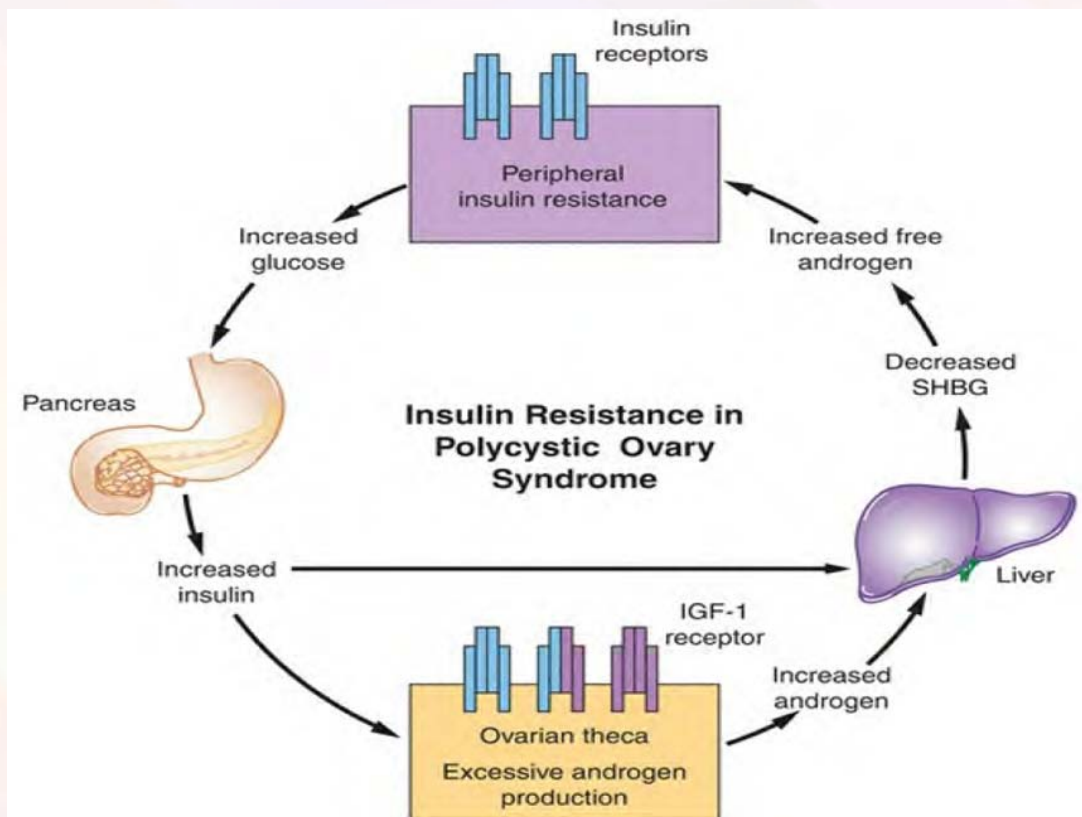 Insulin
receptors
Peripheral
insulin resistance
Increased
glucose
Increased free
androgen
Pancreas
Decreased
SHBG
Insulin Resistance in
Polycystic Ovary
Syndrome
Increased
insulin
Liver
IGF-1
receptor
Increased
androgen
Ovarian theca
Excessive androgen
production